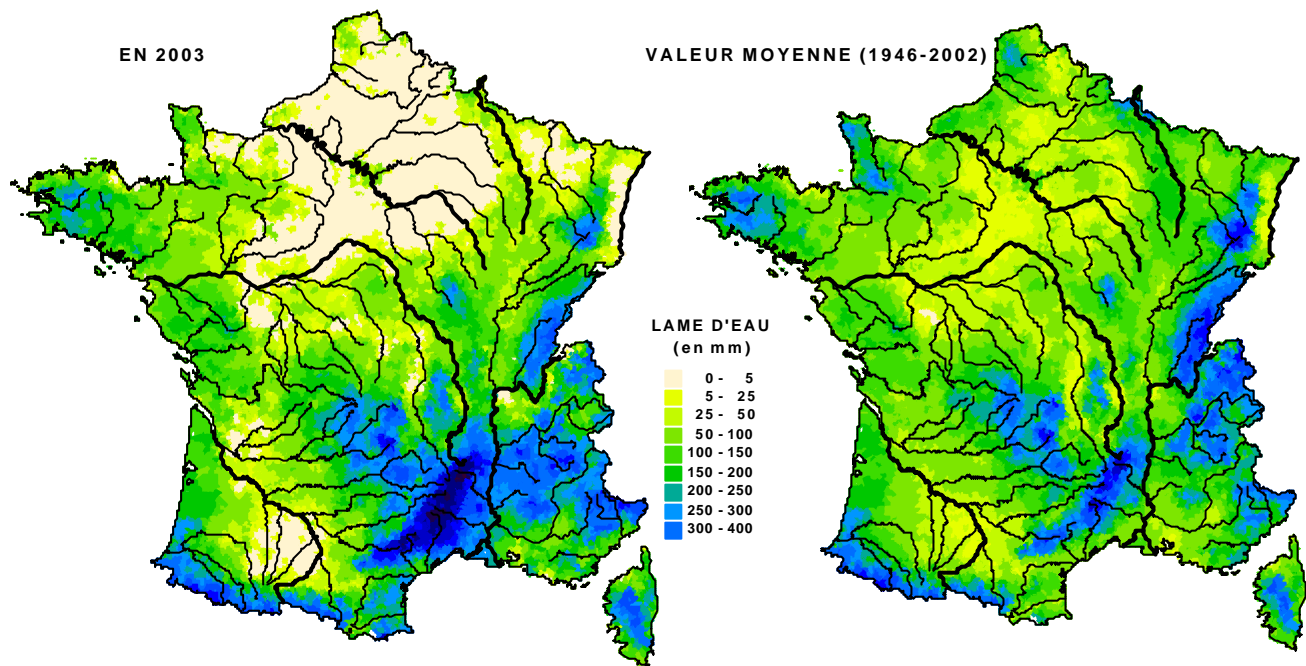 EN 2003
VALEUR MOYENNE (1946-2002)
LAME D'EAU
(en mm)
0 - 5
5 - 25
25 - 50
50 - 100
100 - 150
150 - 200
200 - 250
250 - 300
300 - 400